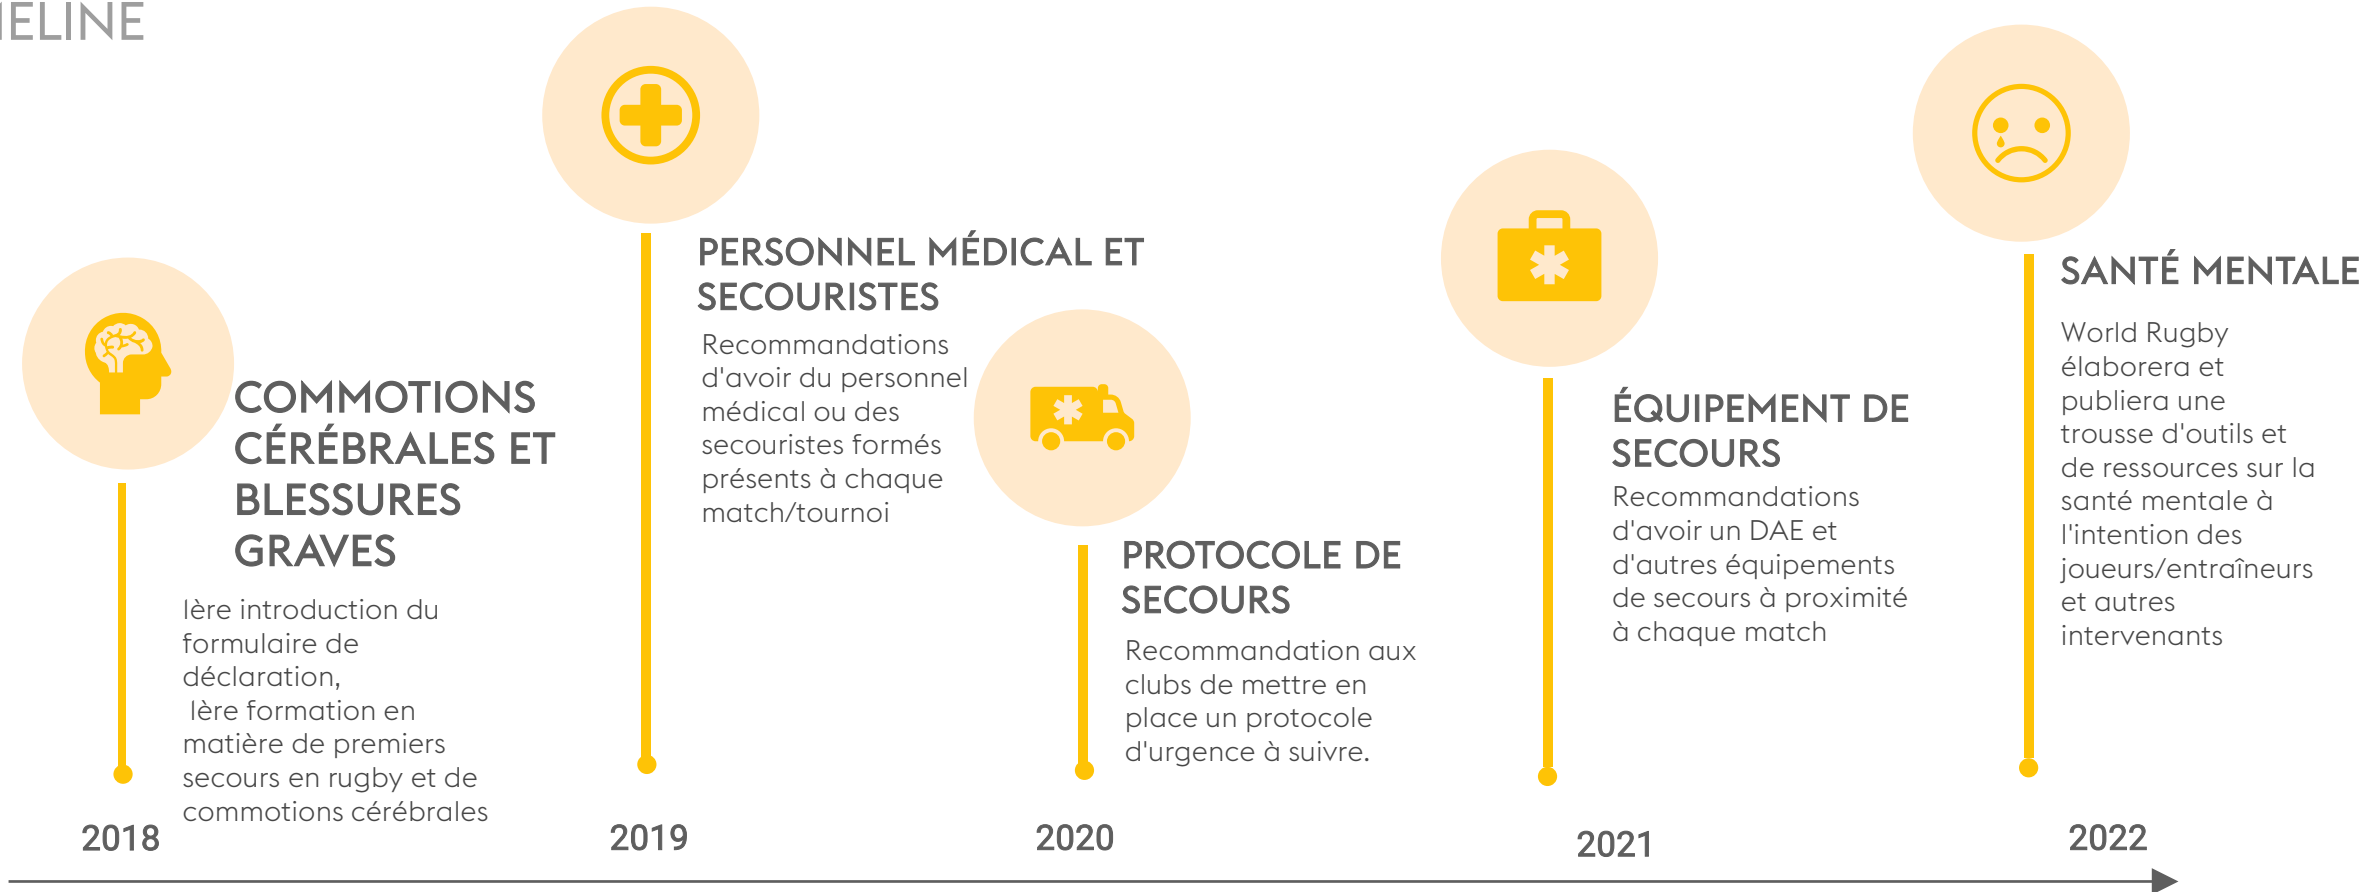 IELINE
COMMOTIONS
CÉRÉBRALES ET
BLESSURES
GRAVES
1ère introduction du
formulaire de
déclaration,
1ère formation en
matière de premiers
secours en rugby et de
commotions cérébrales
2018
PERSONNEL MÉDICAL ET
SECOURISTES
Recommandations
d'avoir du personnel
médical ou des
secouristes formés
présents à chaque
match/tournoi
2019
PROTOCOLE DE
SECOURS
Recommandation aux
clubs de mettre en
place un protocole
d'urgence à suivre.
2020
ÉQUIPEMENT DE
SECOURS
Recommandations
d'avoir un DAE et
d'autres équipements
de secours à proximité
à chaque match
2021
SANTÉ MENTALE
World Rugby
élaborera et
publiera une
trousse d'outils et
de ressources sur la
santé mentale à
l'intention des
joueurs/entraîneurs
et autres
intervenants
2022